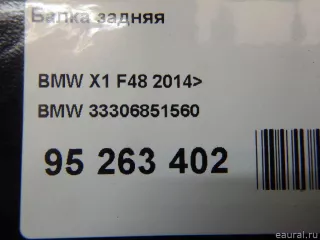 Балка задняя
BMW X1 F48 2014>
BMW 33306851560
95 263 402
eaural.ru